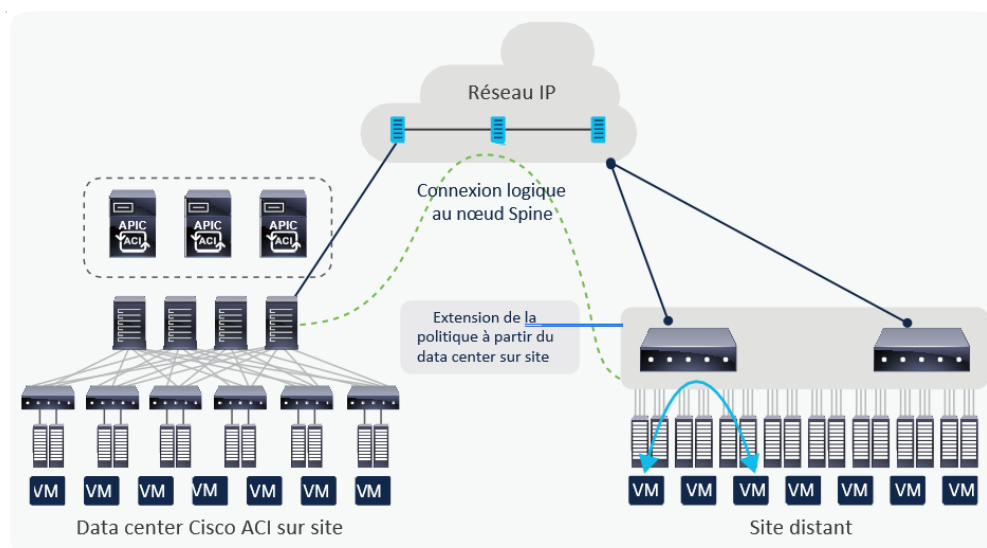 Réseau IP
Connexion logique
au nœud Spine
APIC
ACI
APIC
ACI
APIC
ACI
Extension de la
politique à partir du
data center sur site
VM VM VM VM VM VM VM
Data center Cisco ACI sur site
VM VM VM VM VM VM VM
Site distant